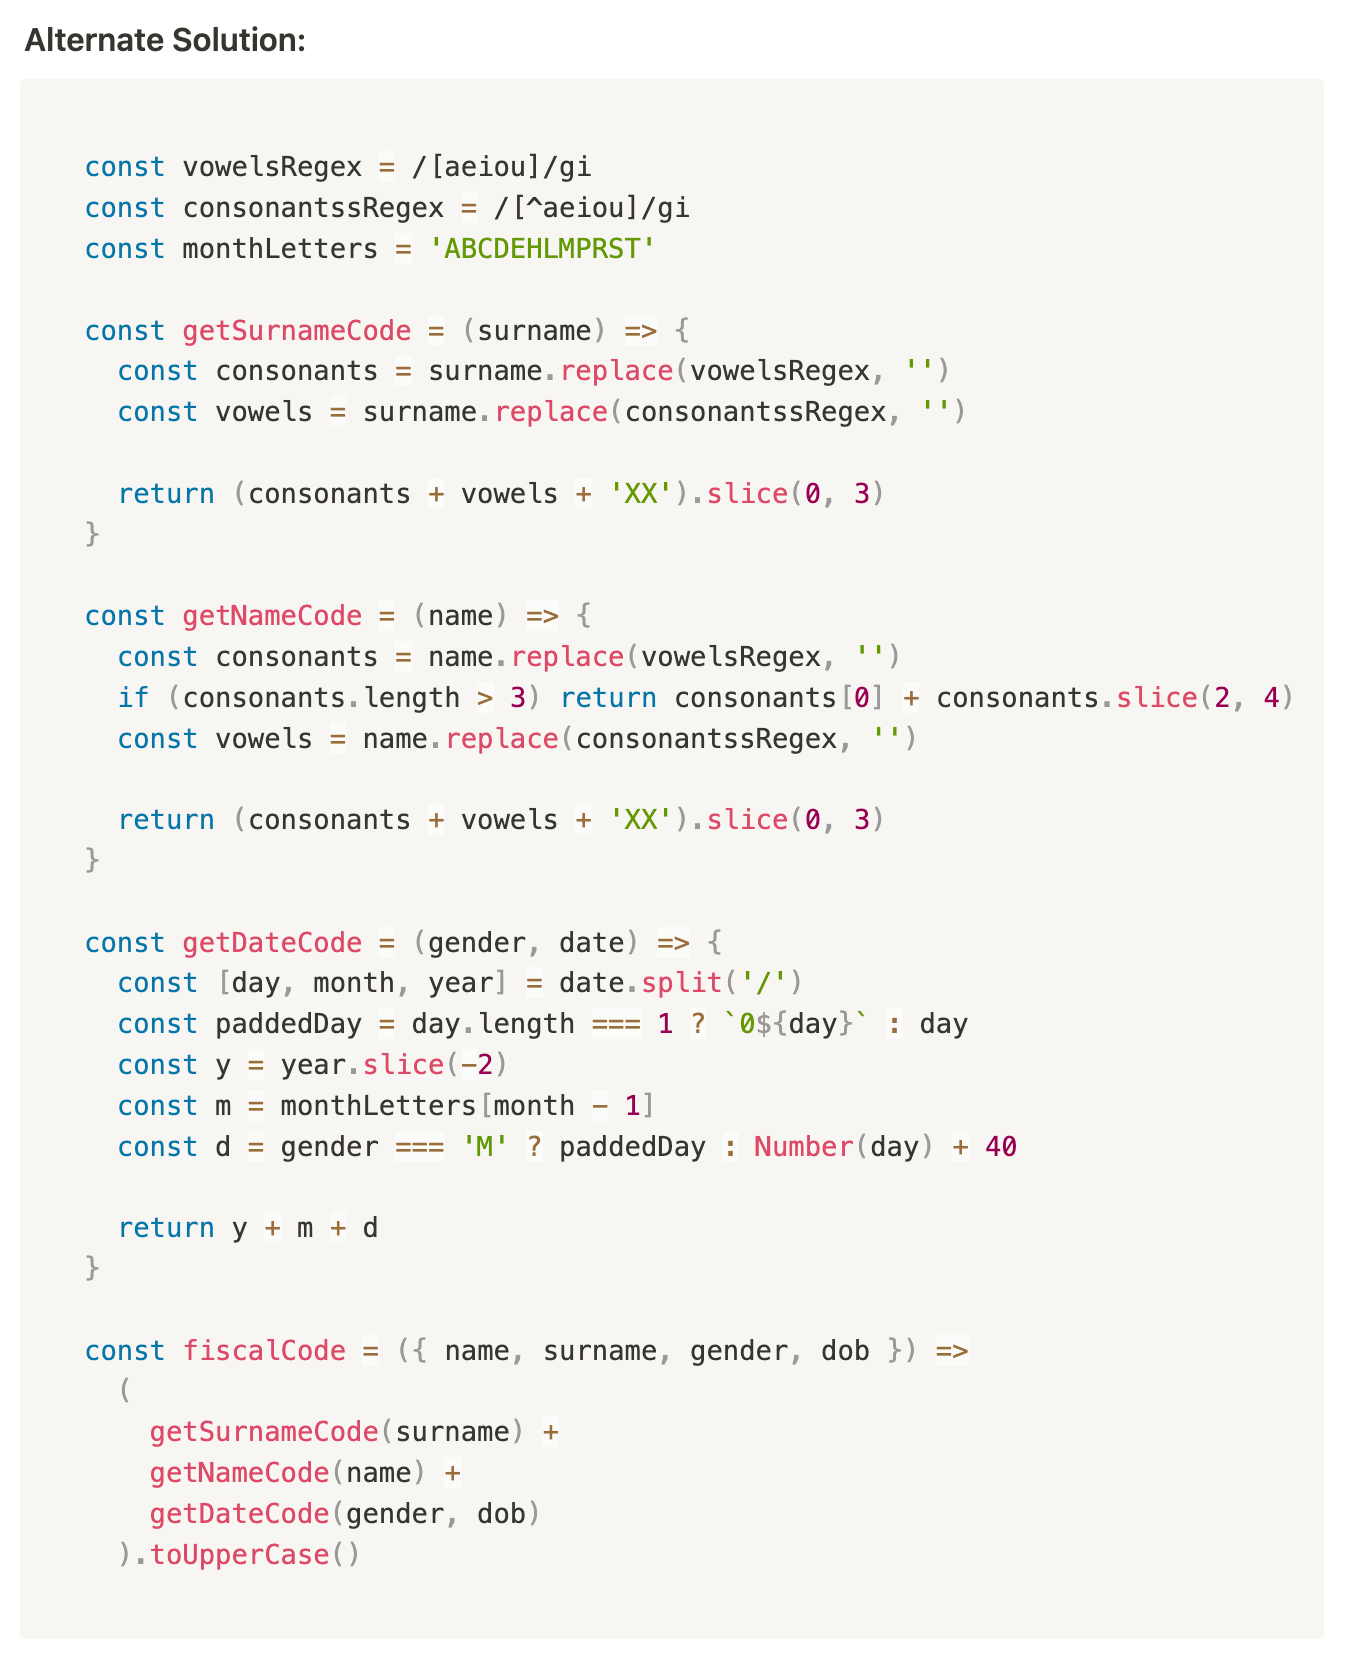 Alternate Solution:
const vowelsRegex = /[aeiou]/gi
const consonantssRegex = /[^aeiou]/gi
const monthLetters = 'ABCDEHLMPRST'
const getSurnameCode = (surname) => {
  const consonants = surname.replace(vowelsRegex, '')
  const vowels = surname.replace(consonantssRegex, '')
  return (consonants + vowels + 'XX').slice(0, 3)
}
const getNameCode = (name) => {
  const consonants = name.replace(vowelsRegex, '')
  if (consonants.length > 3) return consonants[0] + consonants.slice(2, 4)
  const vowels = name.replace(consonantssRegex, '')
  return (consonants + vowels + 'XX').slice(0, 3)
}
const getDateCode = (gender, date) => {
  const [day, month, year] = date.split('/')
  const paddedDay = day.length === 1 ? `0${day}` : day
  const y = year.slice(-2)
  const m = monthLetters[month - 1]
  const d = gender === 'M' ? paddedDay : Number(day) + 40
  return y + m + d
}
const fiscalCode = ({ name, surname, gender, dob }) =>
  (
    getSurnameCode(surname) +
    getNameCode(name) +
    getDateCode(gender, dob)
  ).toUpperCase()